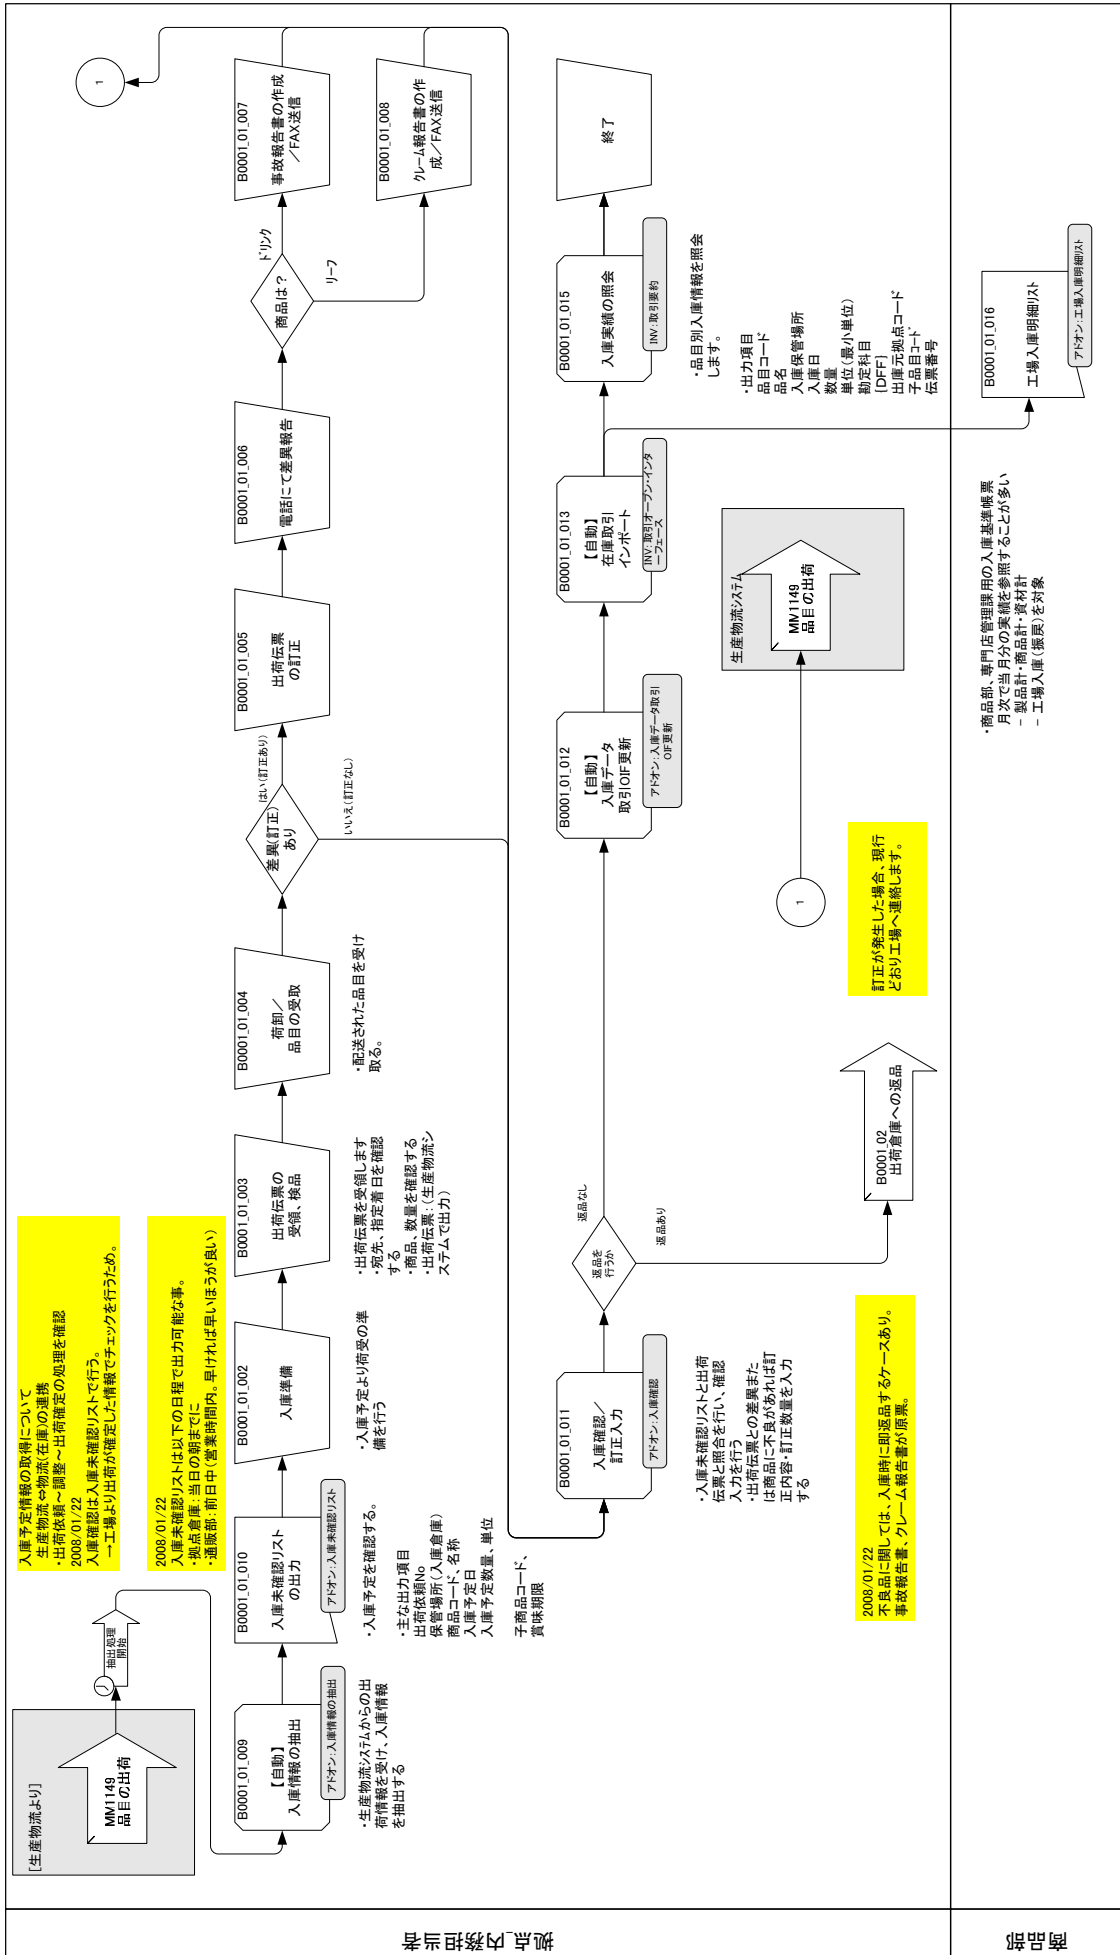 拠点_内務担当者
商品部
[生産物流より]
MM1149
品目の出荷
抽出処理
開始
入庫予定情報の取得について
生産物流⇔物流(在庫)の連携
・出荷依頼～調整～出荷確定の処理を確認
2008/01/22
入庫確認は入庫未確認リストで行う。
→工場より出荷が確定した情報でチェックを行うため。
2008/01/22
入庫未確認リストは以下の日程で出力可能な事。
・拠点倉庫:当日の朝までに
・通販部:前日中(営業時間内。早ければ早いほうが良い)
B0001_01_009
【自動】
入庫情報の抽出
アドオン:入庫情報の抽出
・生産物流システムからの出
荷情報を受け、入庫情報
を抽出する
B0001_01_010
入庫未確認リスト
の出力
アドオン:入庫未確認リスト
・入庫予定を確認する。
・主な出力項目
出荷依頼No
保管場所(入庫倉庫)
商品コード、名称
入庫予定日
入庫予定数量、単位
子商品コード、
賞味期限
B0001_01_002
入庫準備
・入庫予定より荷受の準
備を行う
B0001_01_003
出荷伝票の
受領、検品
・出荷伝票を受領します
・宛先、指定着日を確認
する
・商品、数量を確認する
・出荷伝票:(生産物流シ
ステムで出力)
B0001_01_004
荷卸/
品目の受取
・配送された品目を受け
取る。
差異(訂正)
あり
はい(訂正あり)
いいえ(訂正なし)
B0001_01_005
出荷伝票
の訂正
B0001_01_006
電話にて差異報告
商品は?
ドリンク
リーフ
B0001_01_007
事故報告書の作成
/FAX送信
B0001_01_008
クレーム報告書の作
成/FAX送信
1
B0001_01_011
入庫確認/
訂正入力
アドオン:入庫確認
・入庫未確認リストと出荷
伝票と照合を行い、確認
入力を行う
・出荷伝票との差異また
は商品に不良があれば訂
正内容・訂正数量を入力
する
返品を
行うか
返品なし
返品あり
B0001_01_012
【自動】
入庫データ
取引OIF更新
アドオン:入庫データ取引
OIF更新
B0001_01_013
【自動】
在庫取引
インポート
INV:取引オープン・インタ
ーフェース
B0001_01_015
入庫実績の照会
INV:取引要約
・品目別入庫情報を照会
します。
・出力項目
品目コード
品名
入庫保管場所
入庫日
数量
単位(最小単位)
勘定科目
[DFF]
出庫元拠点コード
子品目コード
伝票番号
終了
2008/01/22
不良品に関しては、入庫時に即返品するケースあり。
事故報告書、クレーム報告書が原票。
B0001_02
出荷倉庫への返品
訂正が発生した場合、現行
どおり工場へ連絡します。
1
生産物流システム
MM1149
品目の出荷
・商品部、専門店管理課用の入庫基準帳票
月次で当月分の実績を参照することが多い
- 製品計・商品計・資材計
- 工場入庫(振戻)を対象
B0001_01_016
工場入庫明細リスト
アドオン:工場入庫明細リスト